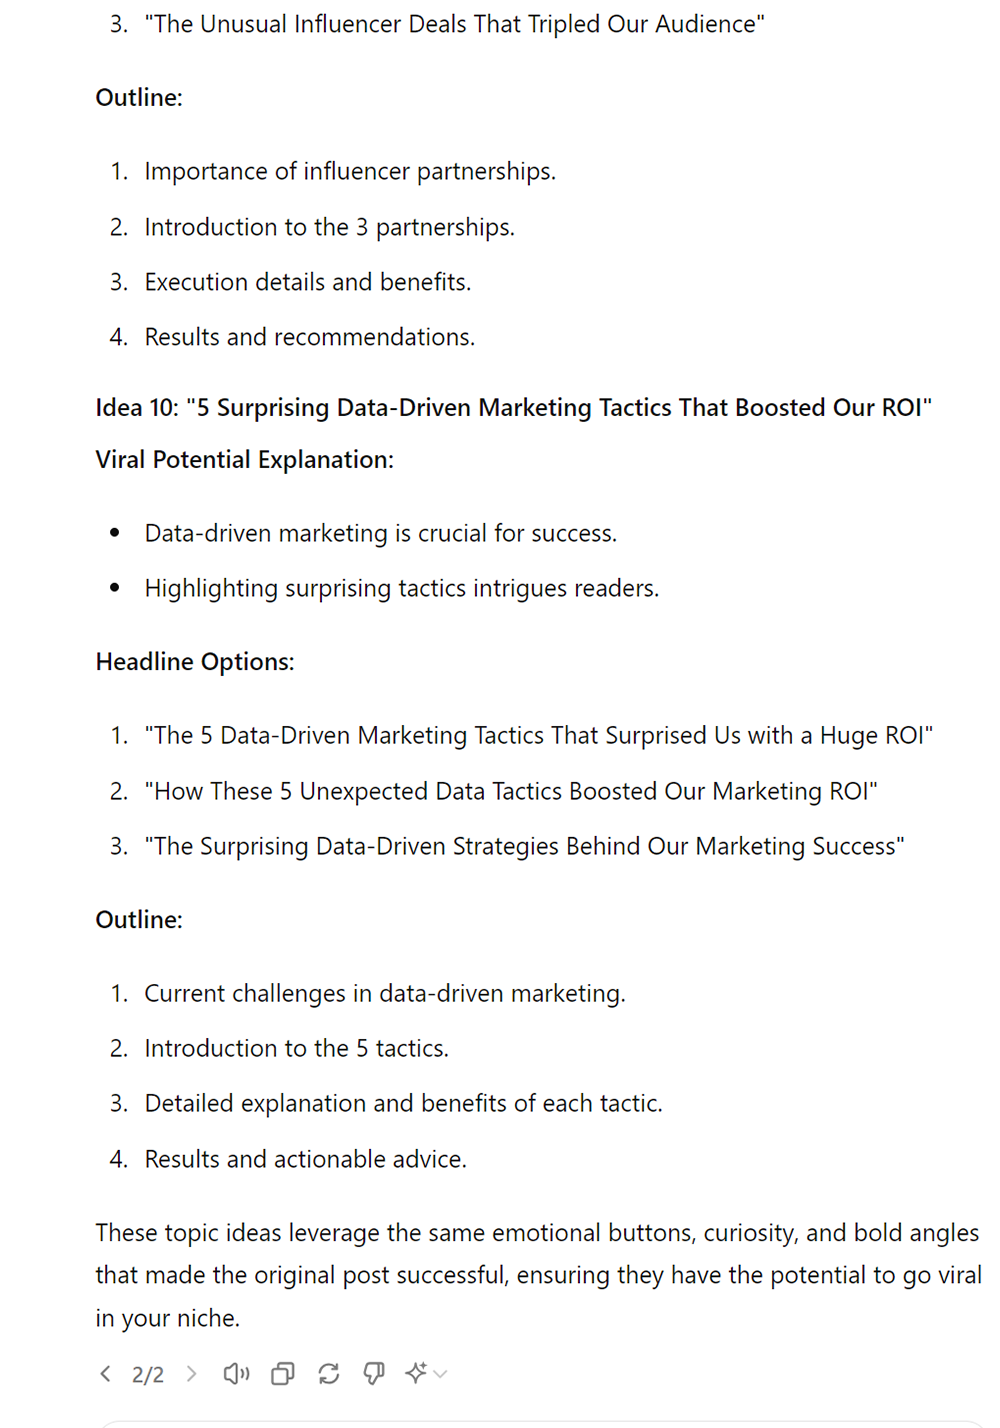 3. "The Unusual Influencer Deals That Tripled Our Audience"
Outline:
1. Importance of influencer partnerships.
2. Introduction to the 3 partnerships.
3. Execution details and benefits.
4. Results and recommendations.
Idea 10: "5 Surprising Data-Driven Marketing Tactics That Boosted Our ROI"
Viral Potential Explanation:
• Data-driven marketing is crucial for success.
• Highlighting surprising tactics intrigues readers.
Headline Options:
1. "The 5 Data-Driven Marketing Tactics That Surprised Us with a Huge ROI"
2. "How These 5 Unexpected Data Tactics Boosted Our Marketing ROI"
3. "The Surprising Data-Driven Strategies Behind Our Marketing Success"
Outline:
1. Current challenges in data-driven marketing.
2. Introduction to the 5 tactics.
3. Detailed explanation and benefits of each tactic.
4. Results and actionable advice.
These topic ideas leverage the same emotional buttons, curiosity, and bold angles
that made the original post successful, ensuring they have the potential to go viral
in your niche.
2/2